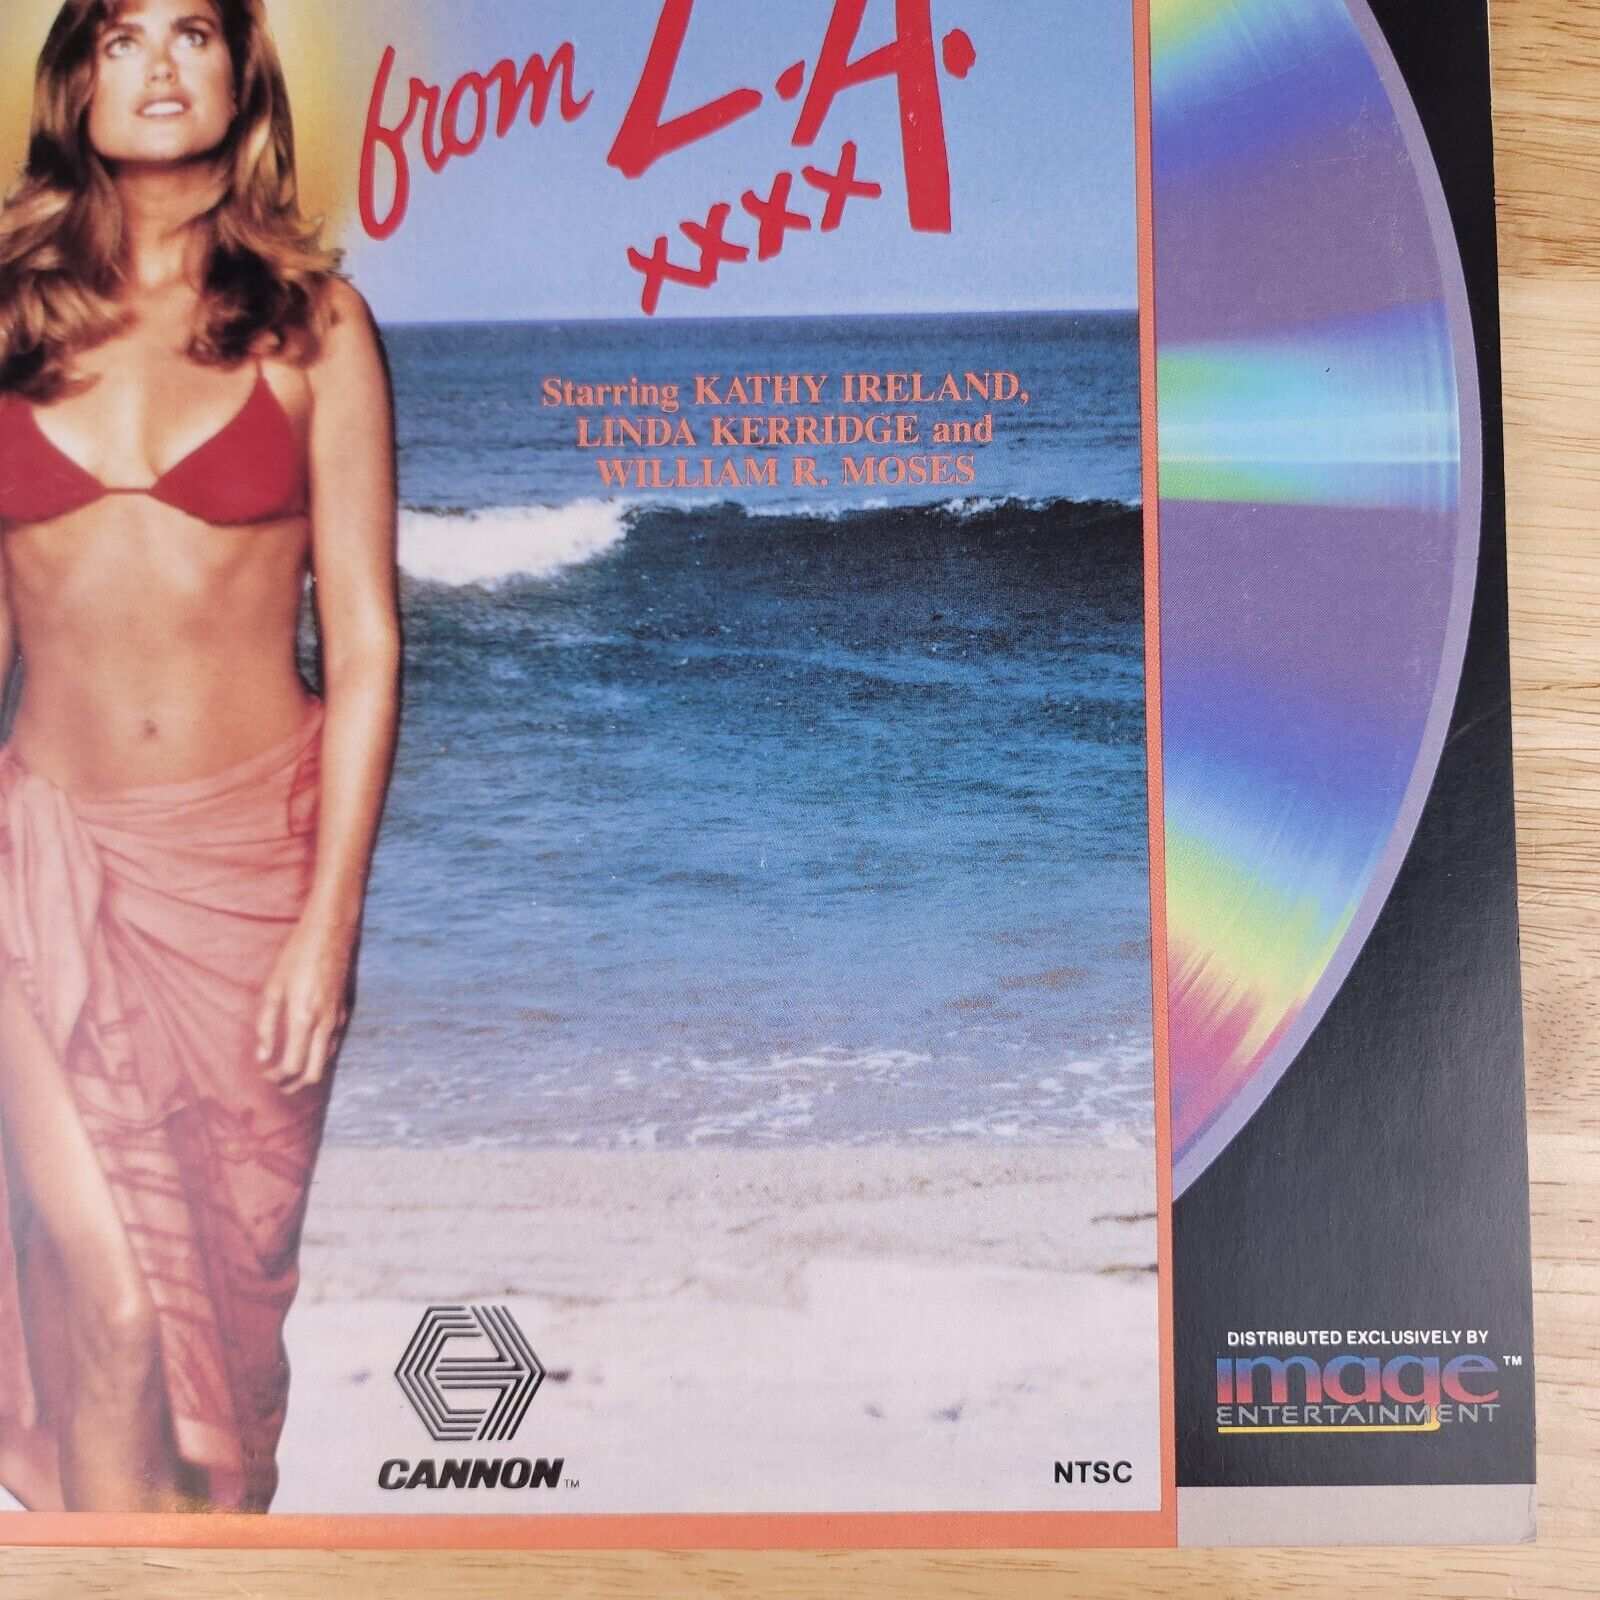 from L.A.
xxxx
Starring KATHY IRELAND,
LINDA KERRIDGE and
WILLIAM R. MOSES
CANNON™
NTSC
DISTRIBUTED EXCLUSIVELY BY
image™
ENTERTAINMENT